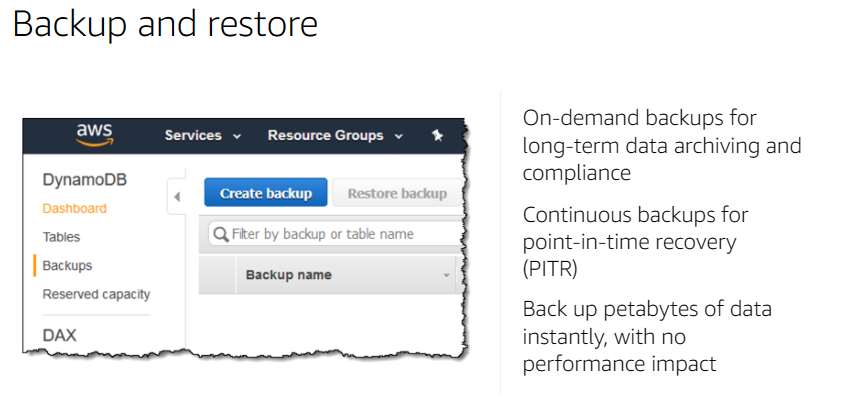 Backup and restore
aws
Services
Resource Groups
DynamoDB
Dashboard
Tables
Backups
Reserved capacity
DAX
Create backup
Restore backup
Filter by backup or table name
Backup name
On-demand backups for
long-term data archiving and
compliance
Continuous backups for
point-in-time recovery
(PITR)
Back up petabytes of data
instantly, with no
performance impact